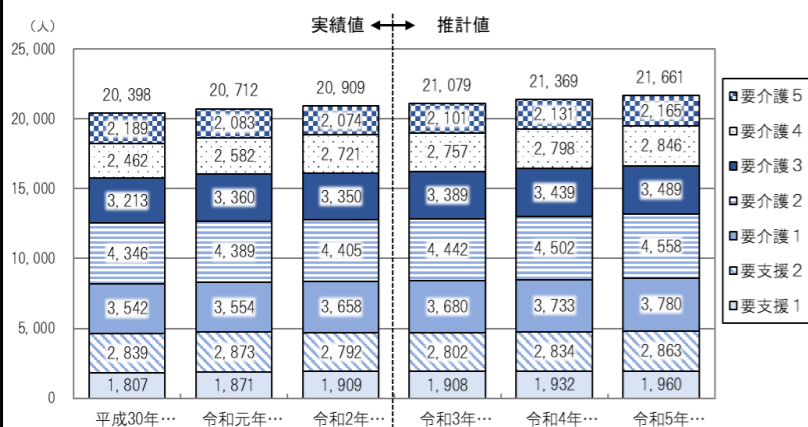 （人）
実績値 推計値
25,000
20,000
15,000
10,000
5,000
0
20,398 20,712 20,909 21,079 21,369 21,661
2,189 2,083 2,074 2,101 2,131 2,165
2,462 2,582 2,721 2,757 2,798 2,846
3,213 3,360 3,350 3,389 3,439 3,489
4,346 4,389 4,405 4,442 4,502 4,558
3,542 3,554 3,658 3,680 3,733 3,780
2,839 2,873 2,792 2,802 2,834 2,863
1,807 1,871 1,909 1,908 1,932 1,960
平成30年… 令和元年… 令和2年… 令和3年… 令和4年… 令和5年…
要介護５
要介護４
要介護３
要介護２
要介護１
要支援２
要支援１